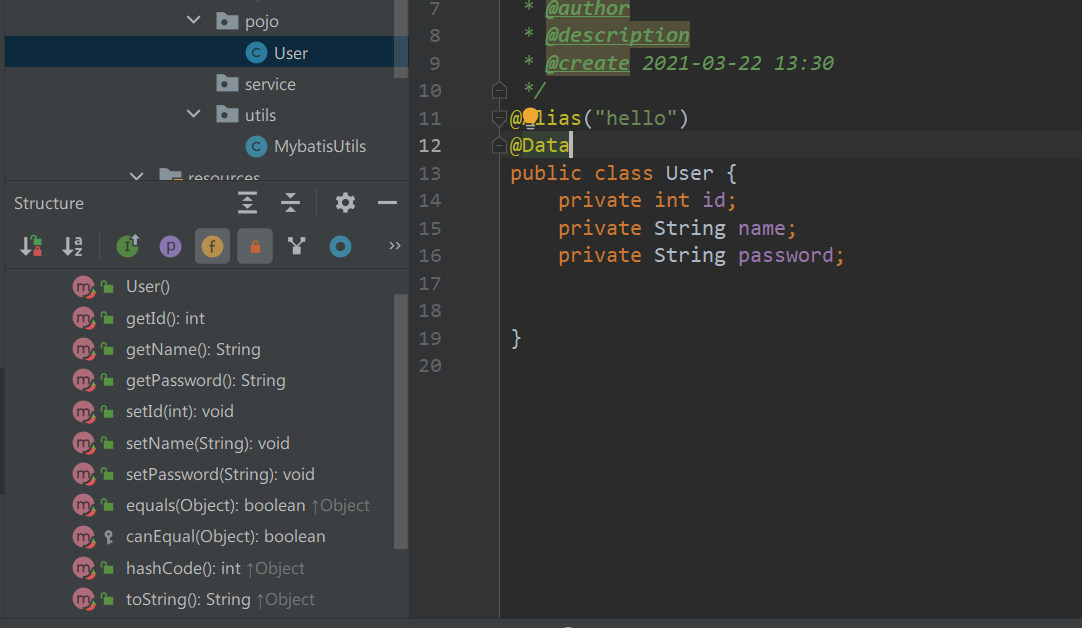 pojo
User
service
utils
MybatisUtils
resources
Structure
User()
getId(): int
getName(): String
getPassword(): String
setId(int): void
setName(String): void
setPassword(String): void
equals(Object): boolean ↑Object
canEqual(Object): boolean
hashCode(): int ↑Object
toString(): String ↑Object
7 * @author
8 * @description
9 * @create 2021-03-22 13:30
10 */
11 @Alias("hello")
12 @Data
13 public class User {
14 private int id;
15 private String name;
16 private String password;
17
18
19 }
20